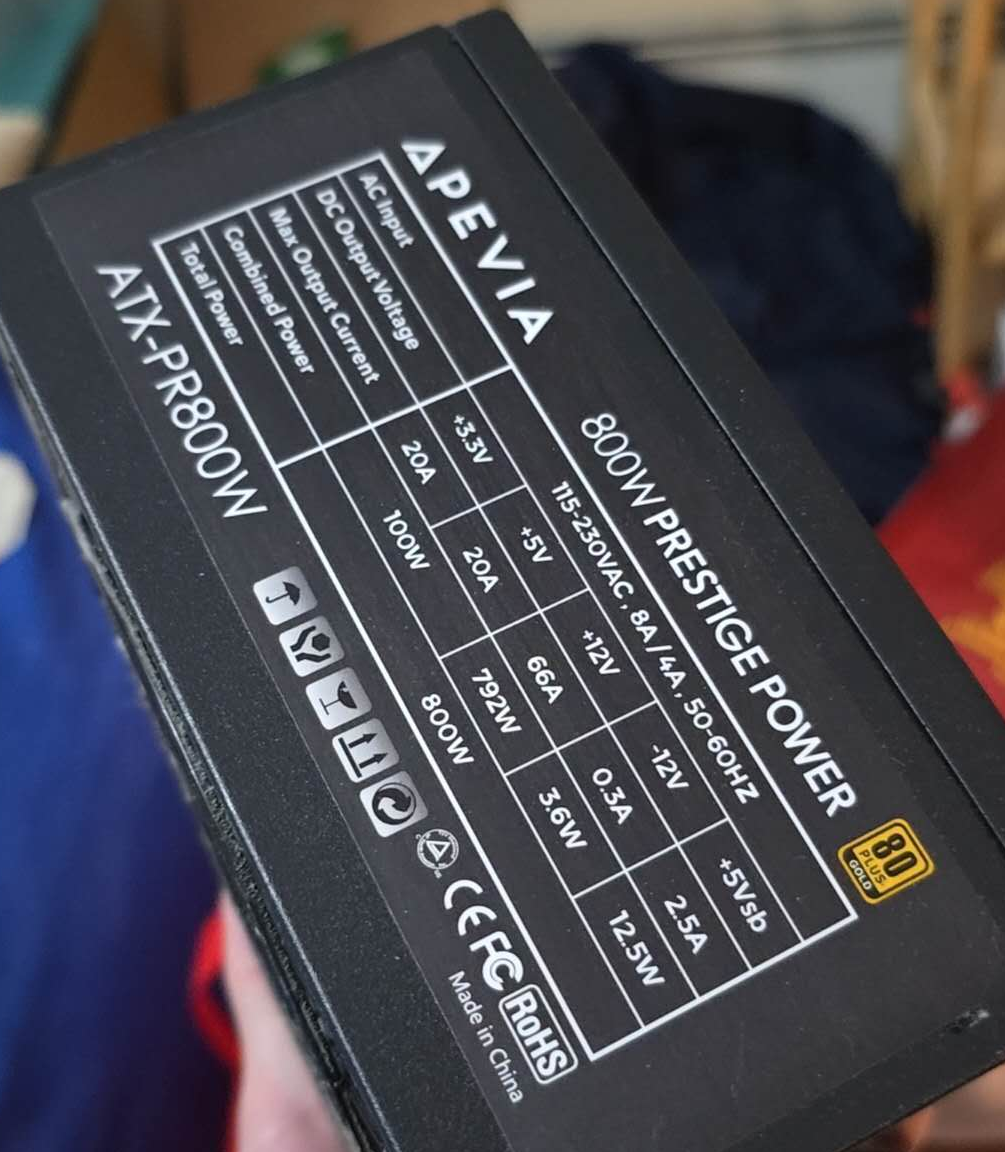 APEVIA
800W PRESTIGE POWER
80 PLUS GOLD
AC Input 115-230VAC, 8A/4A, 50-60HZ
DC Output Voltage +3.3V +5V +12V -12V +5Vsb
Max Output Current 20A 20A 66A 0.3A 2.5A
Combined Power 100W 792W 3.6W 12.5W
Total Power 800W
ATX-PR800W
CE FC RoHS
Made in China